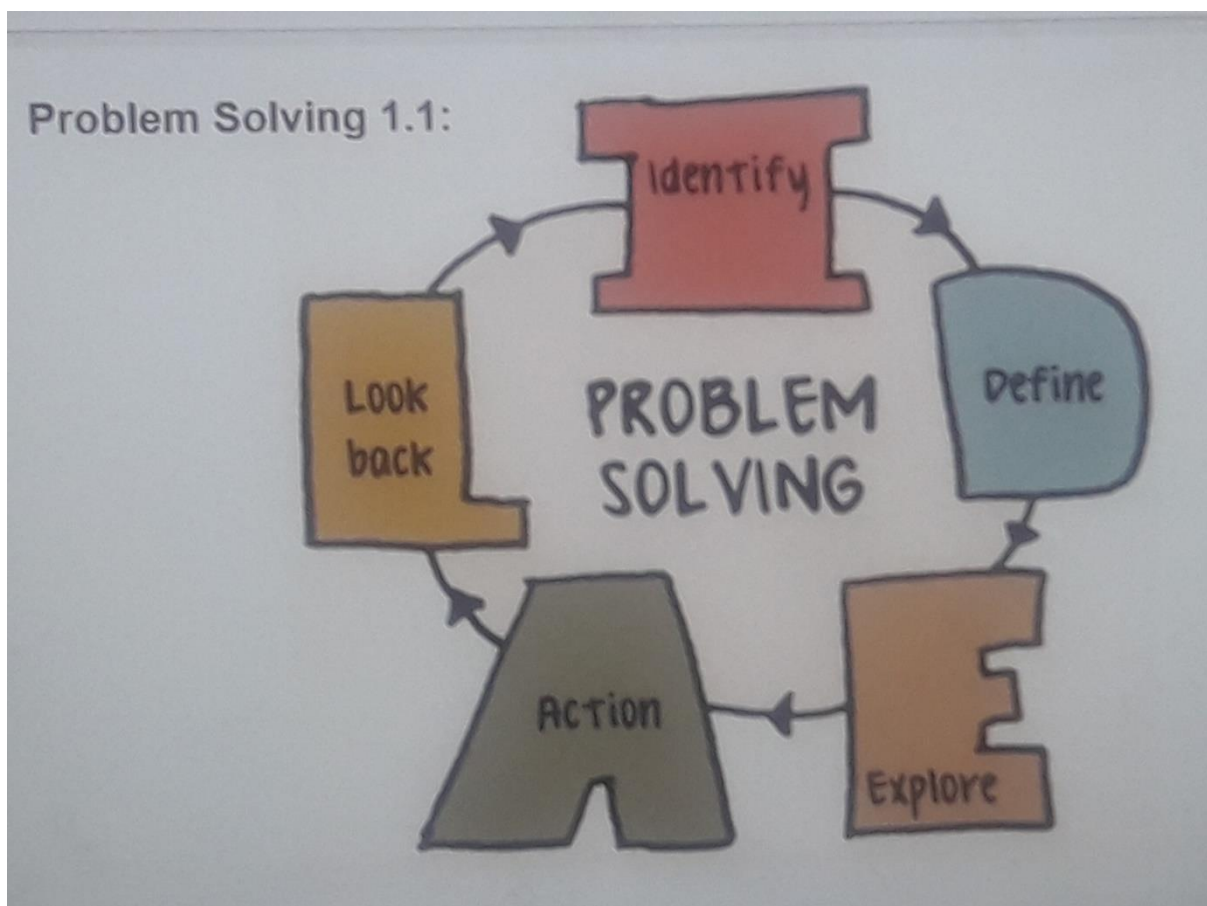 Problem Solving 1.1:
Identify
Define
Explore
Action
Look
back
PROBLEM
SOLVING